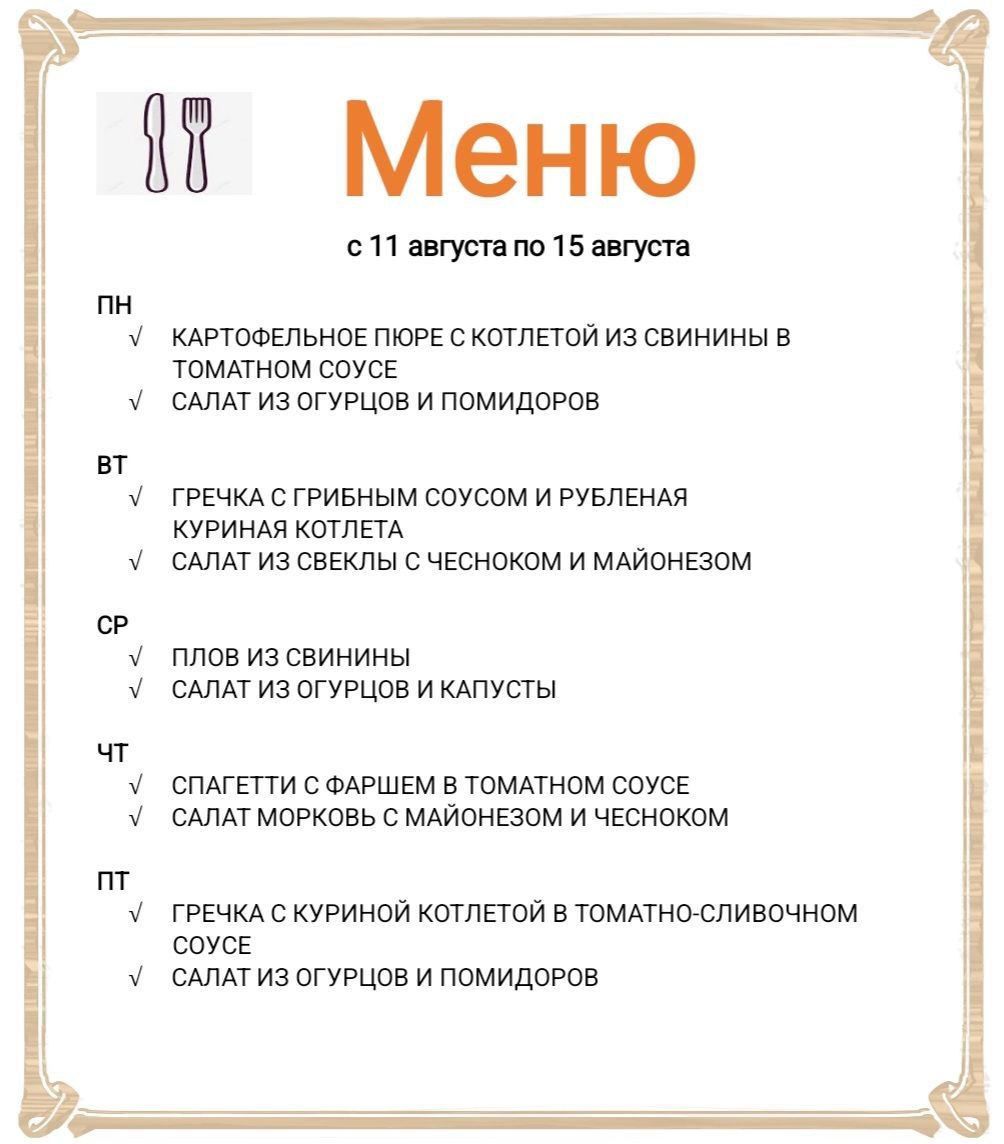 Меню
с 11 августа по 15 августа
ПН
√ КАРТОФЕЛЬНОЕ ПЮРЕ С КОТЛЕТОЙ ИЗ СВИНИНЫ В
ТОМАТНОМ СОУСЕ
√ САЛАТ ИЗ ОГУРЦОВ И ПОМИДОРОВ
ВТ
√ ГРЕЧКА С ГРИБНЫМ СОУСОМ И РУБЛЕНАЯ
КУРИНАЯ КОТЛЕТА
√ САЛАТ ИЗ СВЕКЛЫ С ЧЕСНОКОМ И МАЙОНЕЗОМ
СР
√ ПЛОВ ИЗ СВИНИНЫ
√ САЛАТ ИЗ ОГУРЦОВ И КАПУСТЫ
ЧТ
√ СПАГЕТТИ С ФАРШЕМ В ТОМАТНОМ СОУСЕ
√ САЛАТ МОРКОВЬ С МАЙОНЕЗОМ И ЧЕСНОКОМ
ПТ
√ ГРЕЧКА С КУРИНОЙ КОТЛЕТОЙ В ТОМАТНО-СЛИВОЧНОМ
СОУСЕ
√ САЛАТ ИЗ ОГУРЦОВ И ПОМИДОРОВ